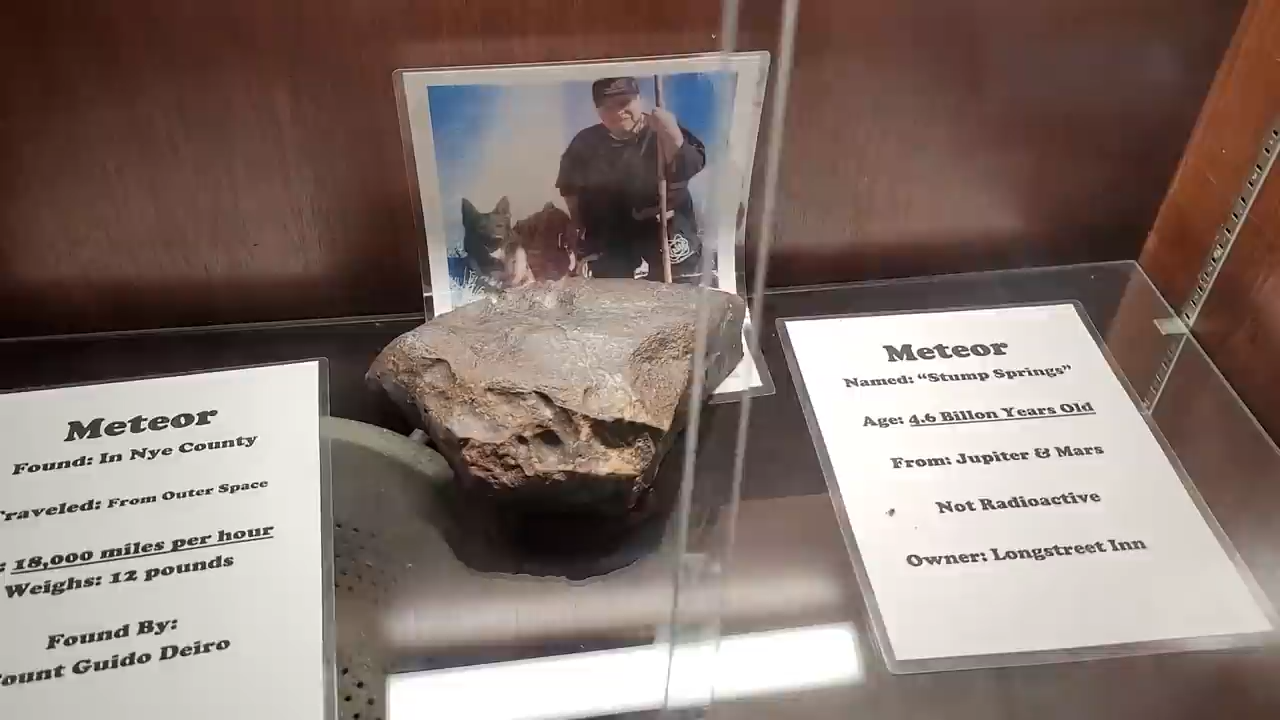 Meteor
Found: In Nye County
Traveled: From Outer Space
: 18,000 miles per hour
Weighs: 12 pounds
Found By:
ount Guido Deiro
Meteor
Named: “Stump Springs”
Age: 4.6 Billon Years Old
From: Jupiter & Mars
Not Radioactive
Owner: Longstreet Inn